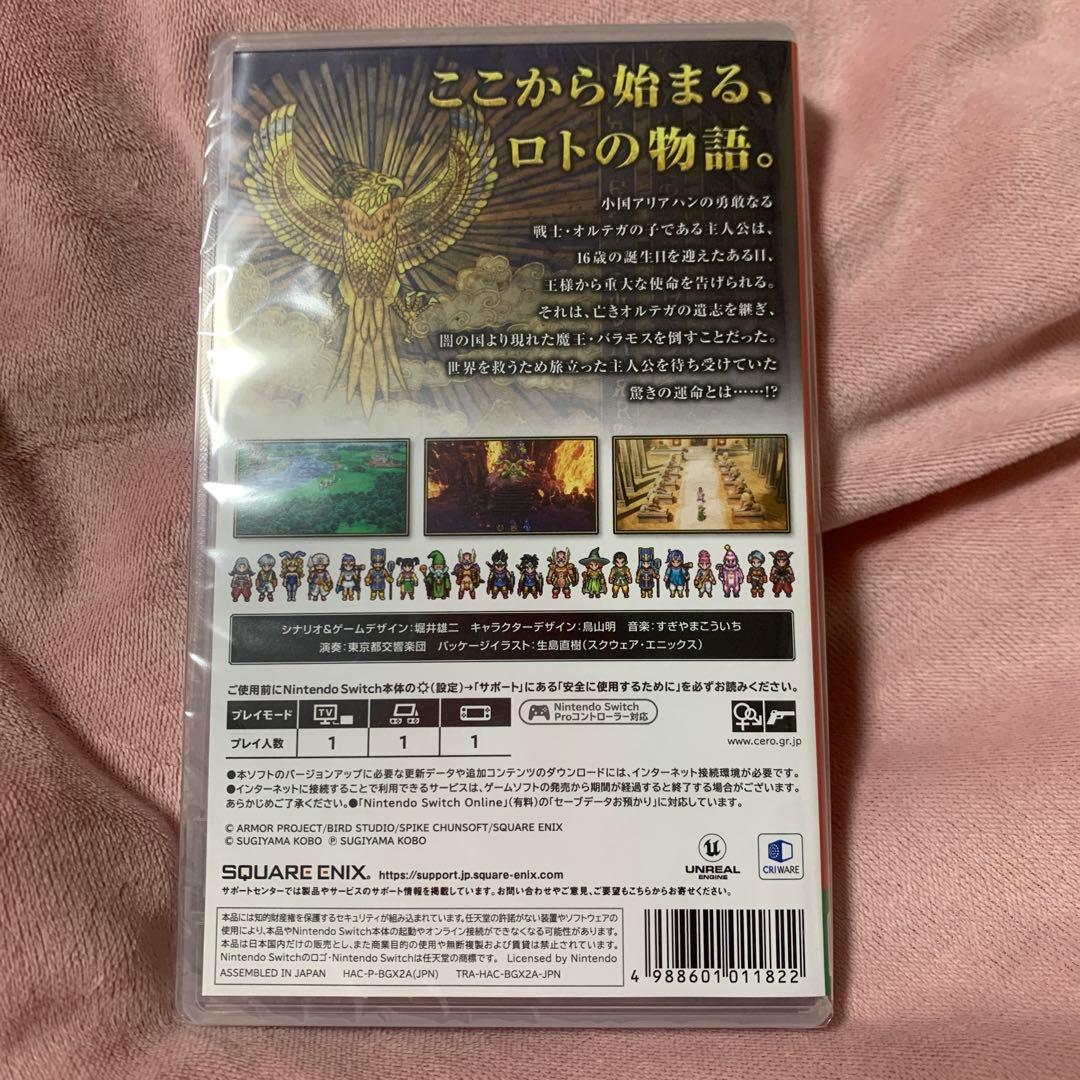 ここから始まる、
ロトの物語。
小国アリアハンの勇敢なる
戦士・オルテガの子である主人公は、
16歳の誕生日を迎えたある日、
王様から重大な使命を告げられる。
それは、亡きオルテガの遺志を継ぎ、
闇の国より現れた魔王・バラモスを倒すことだった。
世界を救うため旅立った主人公を待ち受けていた
驚きの運命とは……!?
シナリオ&ゲームデザイン:堀井雄二 キャラクターデザイン:鳥山明 音楽:すぎやまこういち
演奏:東京都交響楽団 パッケージイラスト:生島直樹(スクウェア・エニックス)
ご使用前にNintendo Switch本体の(設定)→「サポート」にある「安全に使用するために」を必ずお読みください。
プレイモード TV
Nintendo Switch
Proコントローラー対応
プレイ人数 1 1 1
www.cero.gr.jp
●本ソフトのバージョンアップに必要な更新データや追加コンテンツのダウンロードには、インターネット接続環境が必要です。
●インターネットに接続することで利用できるサービスは、ゲームソフトの発売から期間が経過すると終了する場合がございます。
あらかじめご了承ください。●「Nintendo Switch Online」(有料)の「セーブデータお預かり」に対応しています。
© ARMOR PROJECT/BIRD STUDIO/SPIKE CHUNSOFT/SQUARE ENIX
© SUGIYAMA KOBO ℗ SUGIYAMA KOBO
SQUARE ENIX. https://support.jp.square-enix.com
UNREAL
ENGINE
CRIWARE
サポートセンターでは製品やサービスのサポート情報を掲載しています。お問い合わせやご意見、ご要望もこちらからお寄せください。
本品には知的財産権を保護するセキュリティが組み込まれています。任天堂の許諾がない装置やソフトウェアの
使用により、本品やNintendo Switch本体の起動やオンライン接続ができなくなる可能性があります。
本品は日本国内だけの販売とし、また商業目的の使用や無断複製および賃貸は禁止されています。
Nintendo Switchのロゴ・Nintendo Switchは任天堂の商標です。 Licensed by Nintendo
ASSEMBLED IN JAPAN HAC-P-BGX2A(JPN) TRA-HAC-BGX2A-JPN
4 988601 011822